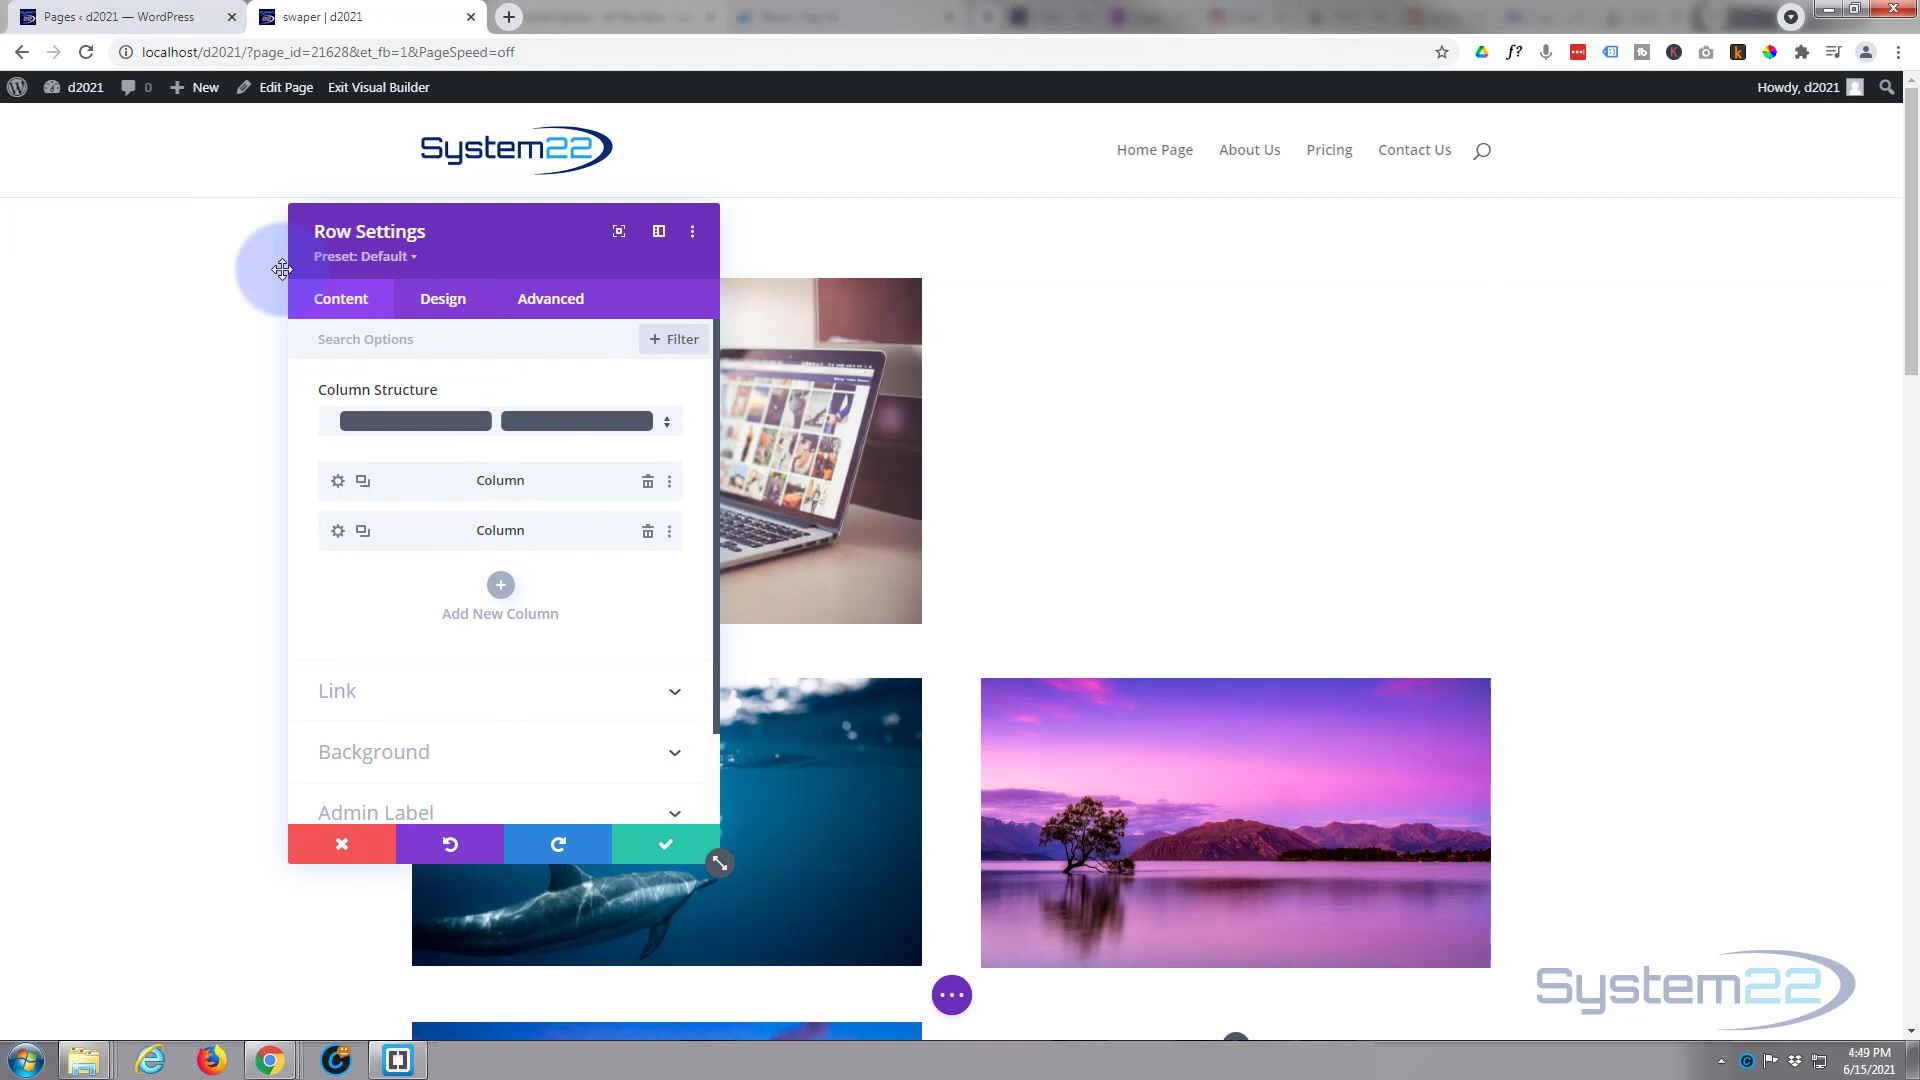 Pages ‹ d2021 — WordPress
swaper | d2021
localhost/d2021/?page_id=21628&et_fb=1&PageSpeed=off
d2021
0
New
Edit Page
Exit Visual Builder
Howdy, d2021
System22
Home Page
About Us
Pricing
Contact Us
Row Settings
Preset: Default
Content
Design
Advanced
Search Options
+ Filter
Column Structure
Column
Column
Add New Column
Link
Background
Admin Label
System22
4:49 PM
6/15/2021